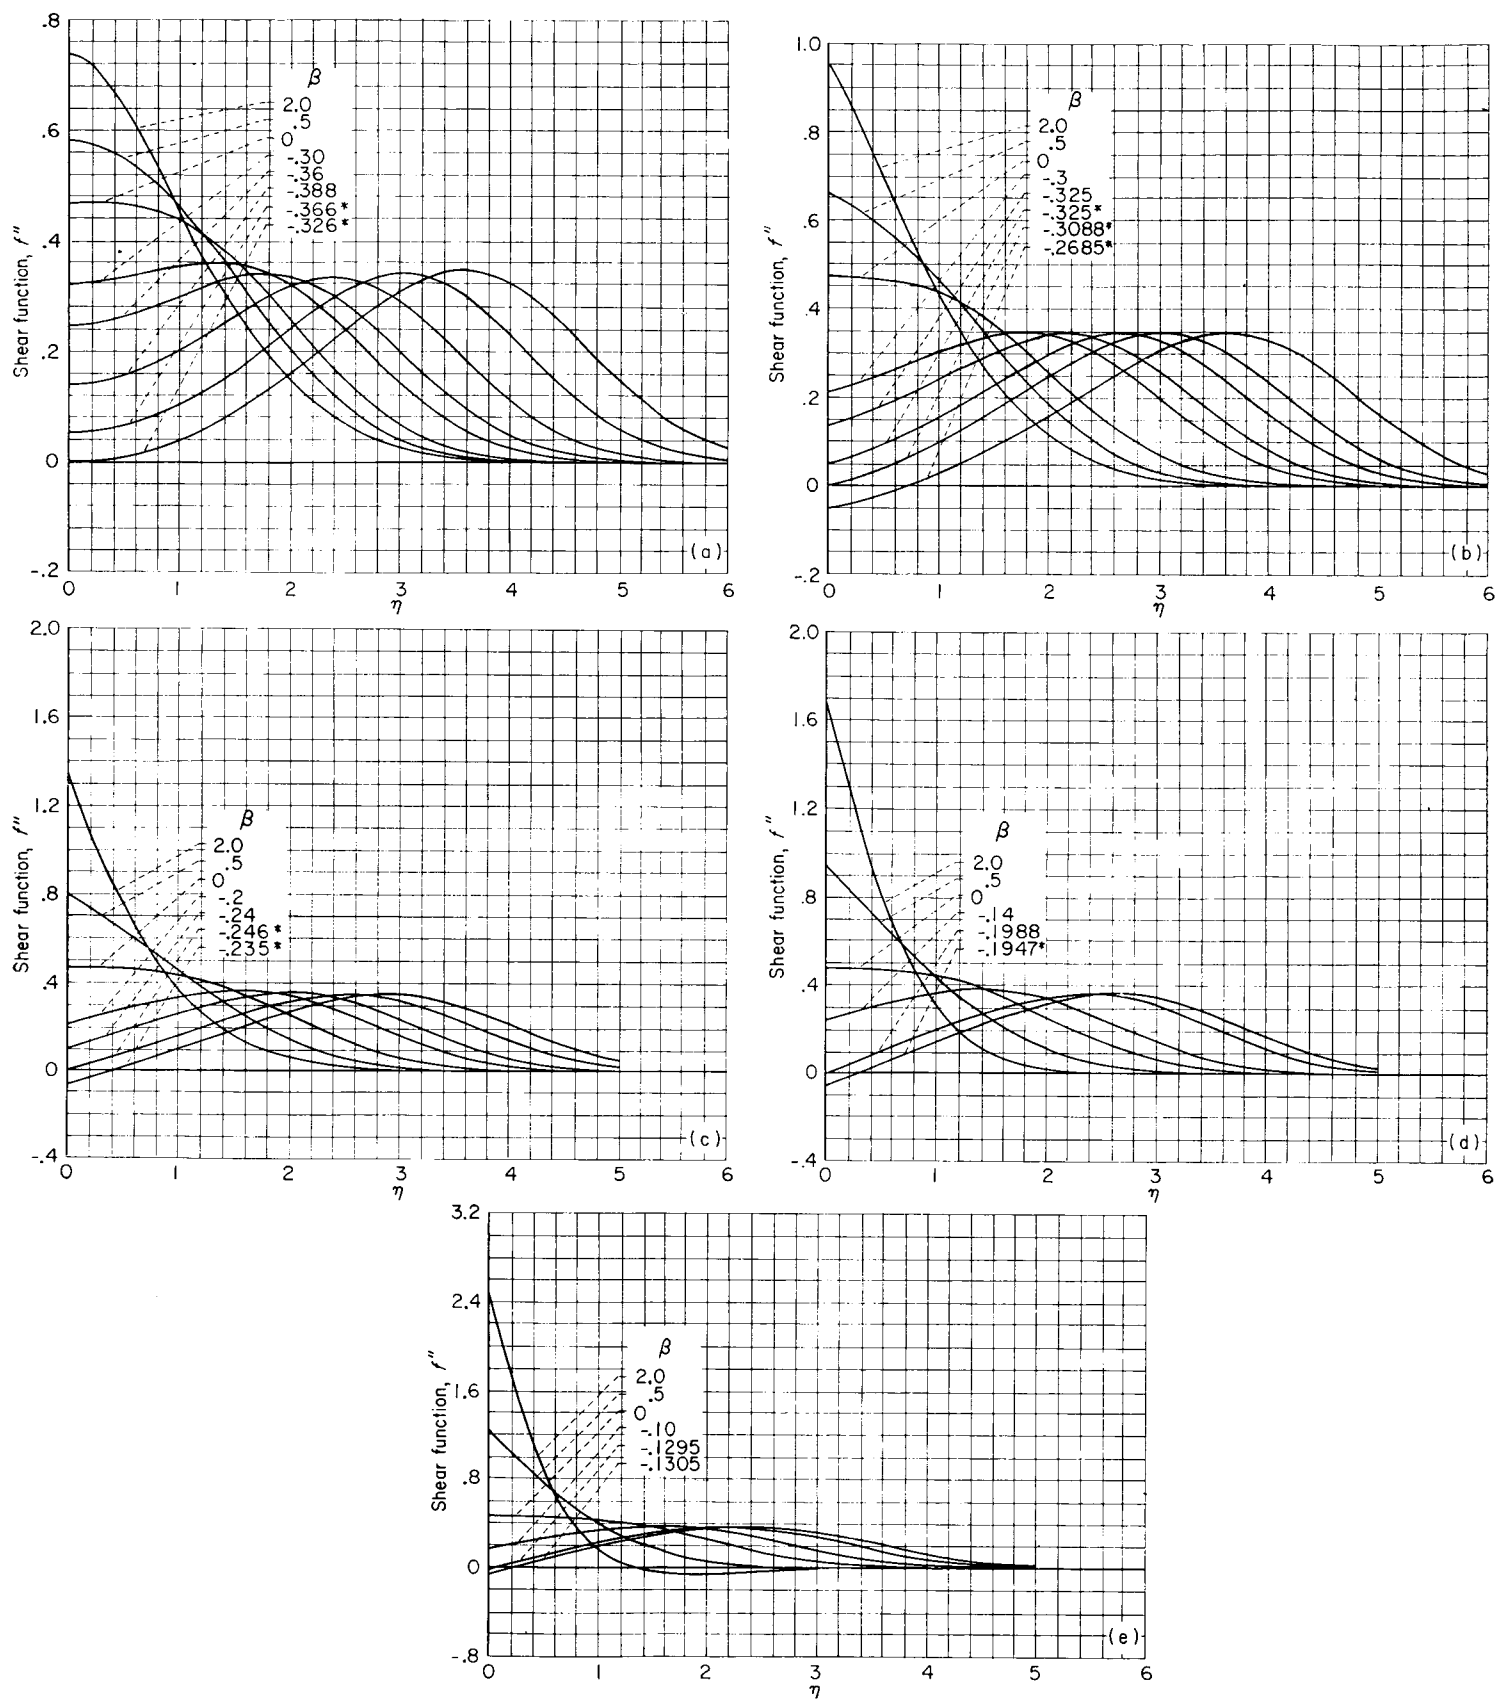 .8
.6
.4
.2
0
-.2
Shear function, f″
β
2.0
.5
0
-.30
-.36
-.388
-.366*
-.326*
(a)
0 1 2 3 4 5 6
η
1.0
.8
.6
.4
.2
0
-.2
Shear function, f″
β
2.0
.5
0
-.3
-.325
-.325*
-.3088*
-.2685*
(b)
0 1 2 3 4 5 6
η
2.0
1.6
1.2
.8
.4
0
-.4
Shear function, f″
β
2.0
.5
0
-.2
-.24
-.246*
-.235*
(c)
0 1 2 3 4 5 6
η
2.0
1.6
1.2
.8
.4
0
-.4
Shear function, f″
β
2.0
.5
0
-.14
-.1988
-.1947*
(d)
0 1 2 3 4 5 6
η
3.2
2.4
1.6
.8
0
-.8
Shear function, f″
β
2.0
.5
0
-.10
-.1295
-.1305
(e)
0 1 2 3 4 5 6
η